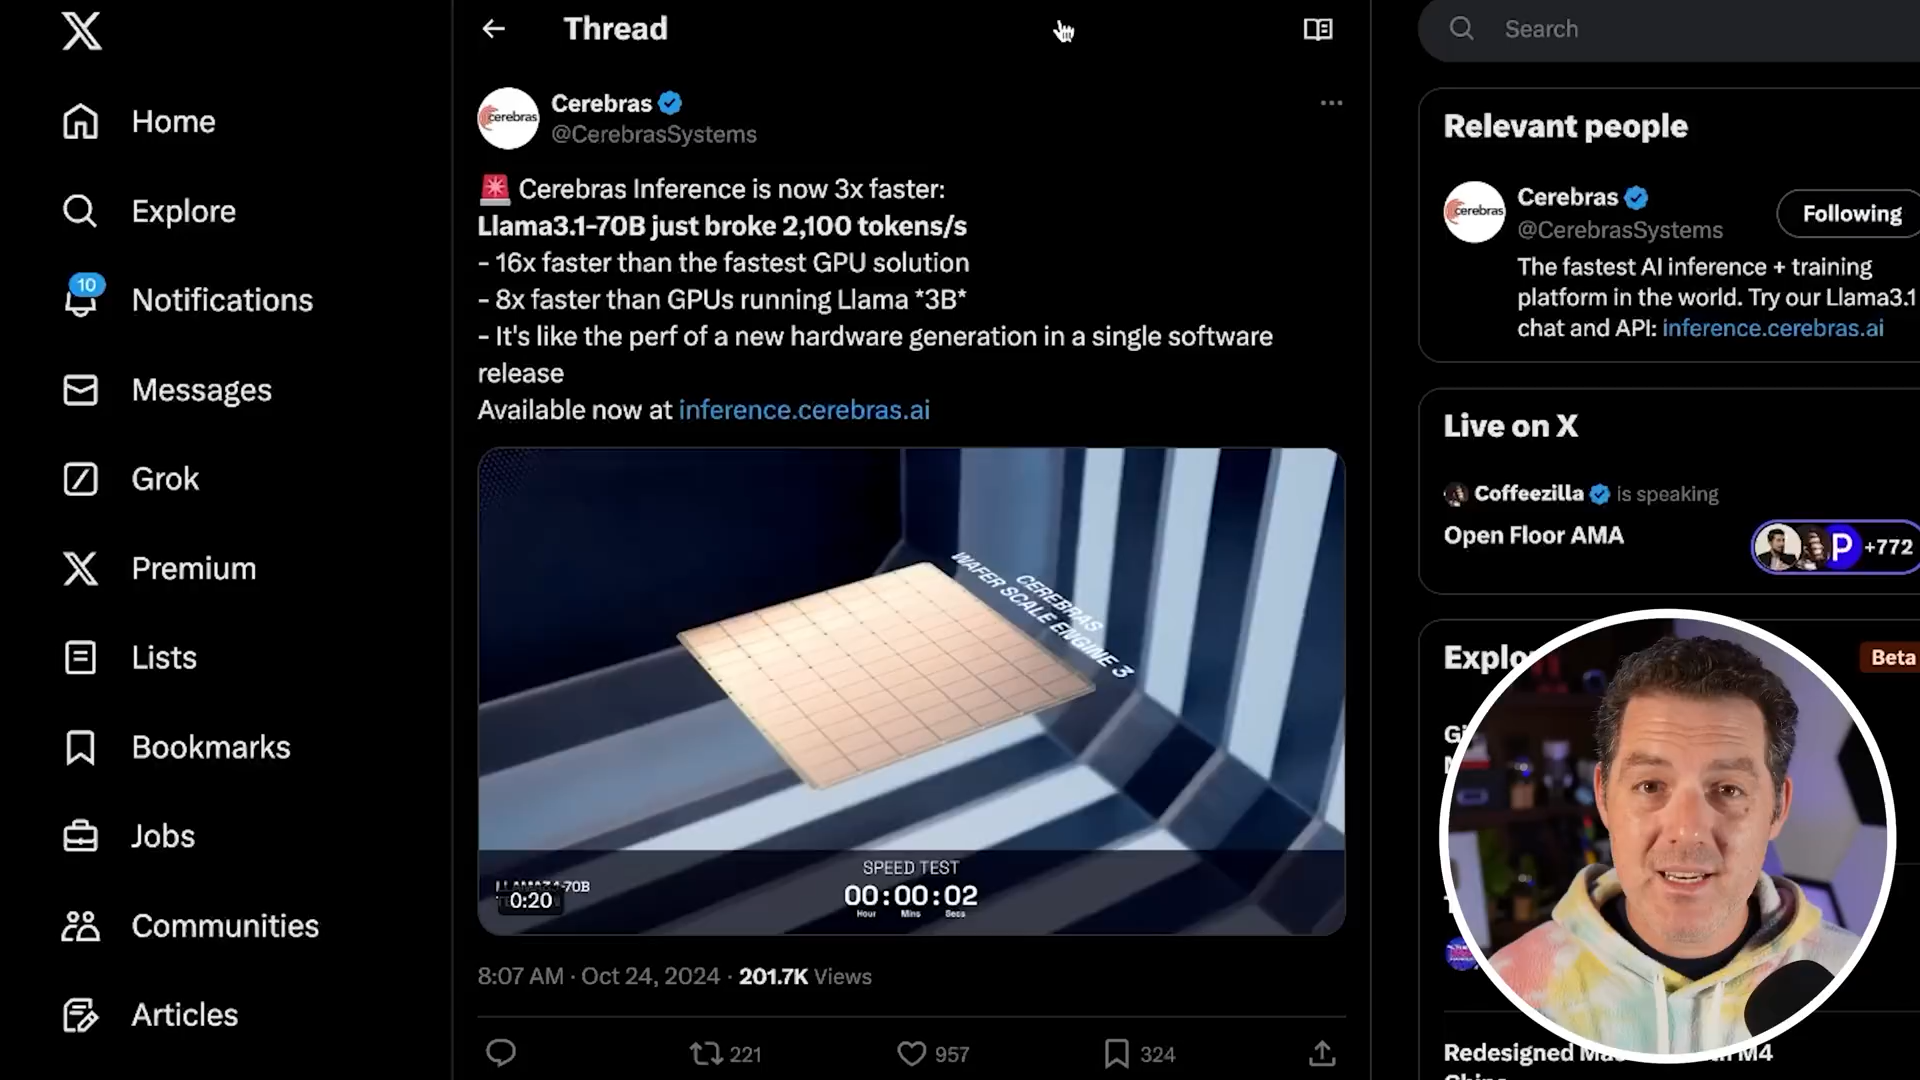 Home
Explore
10
Notifications
Messages
Grok
Premium
Lists
Bookmarks
Jobs
Communities
Articles
Thread
cerebras
Cerebras
@CerebrasSystems
🚨 Cerebras Inference is now 3x faster:
Llama3.1-70B just broke 2,100 tokens/s
- 16x faster than the fastest GPU solution
- 8x faster than GPUs running Llama *3B*
- It's like the perf of a new hardware generation in a single software
release
Available now at inference.cerebras.ai
CEREBRAS
WAFER SCALE ENGINE 3
SPEED TEST
00:00:02
Hour Mins Secs
0:20
8:07 AM · Oct 24, 2024 · 201.7K Views
221
957
324
Search
Relevant people
cerebras
Cerebras
@CerebrasSystems
Following
The fastest AI inference + training
platform in the world. Try our Llama3.1
chat and API: inference.cerebras.ai
Live on X
Coffeezilla is speaking
Open Floor AMA
P
+772
Beta
Redesigned
M4